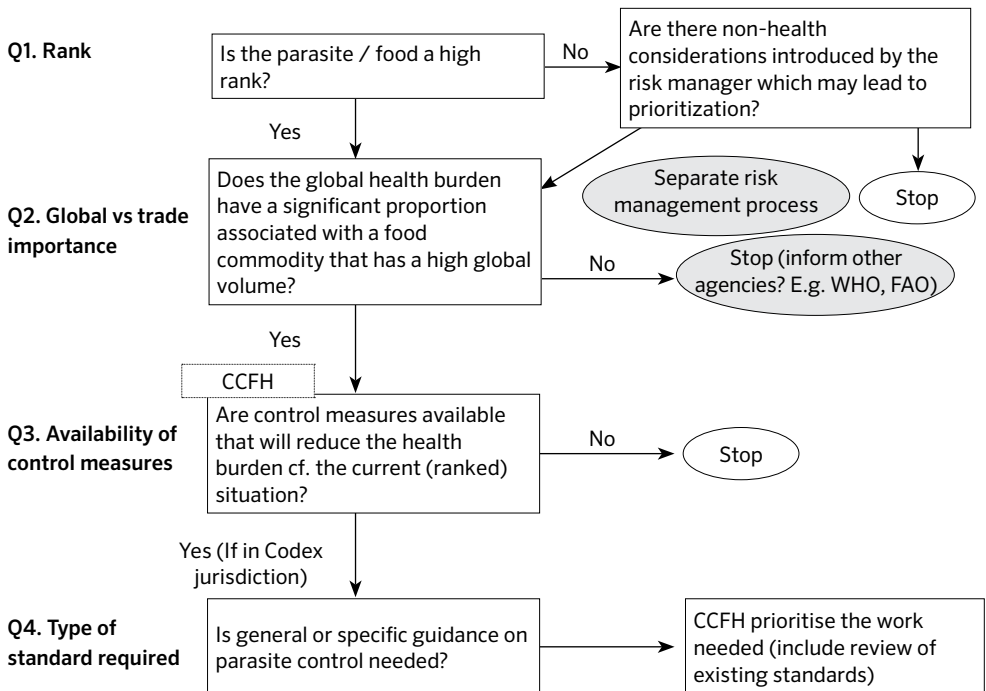 Q1. Rank
Is the parasite / food a high
rank?
No
Are there non-health
considerations introduced by the
risk manager which may lead to
prioritization?
Yes
Q2. Global vs trade
importance
Does the global health burden
have a significant proportion
associated with a food
commodity that has a high global
volume?
Separate risk
management process
Stop
No
Stop (inform other
agencies? E.g. WHO, FAO)
Yes
CCFH
Q3. Availability of
control measures
Are control measures available
that will reduce the health
burden cf. the current (ranked)
situation?
No
Stop
Yes (If in Codex
jurisdiction)
Q4. Type of
standard required
Is general or specific guidance on
parasite control needed?
CCFH prioritise the work
needed (include review of
existing standards)